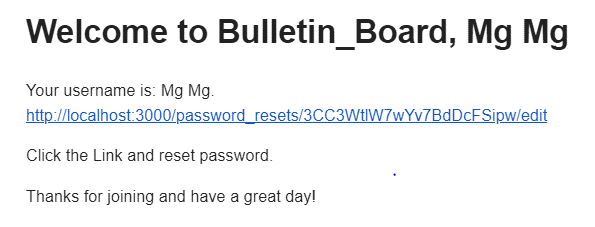 Welcome to Bulletin_Board, Mg Mg
Your username is: Mg Mg.
http://localhost:3000/password_resets/3CC3WtlW7wYv7BdDcFSipw/edit
Click the Link and reset password.
Thanks for joining and have a great day!